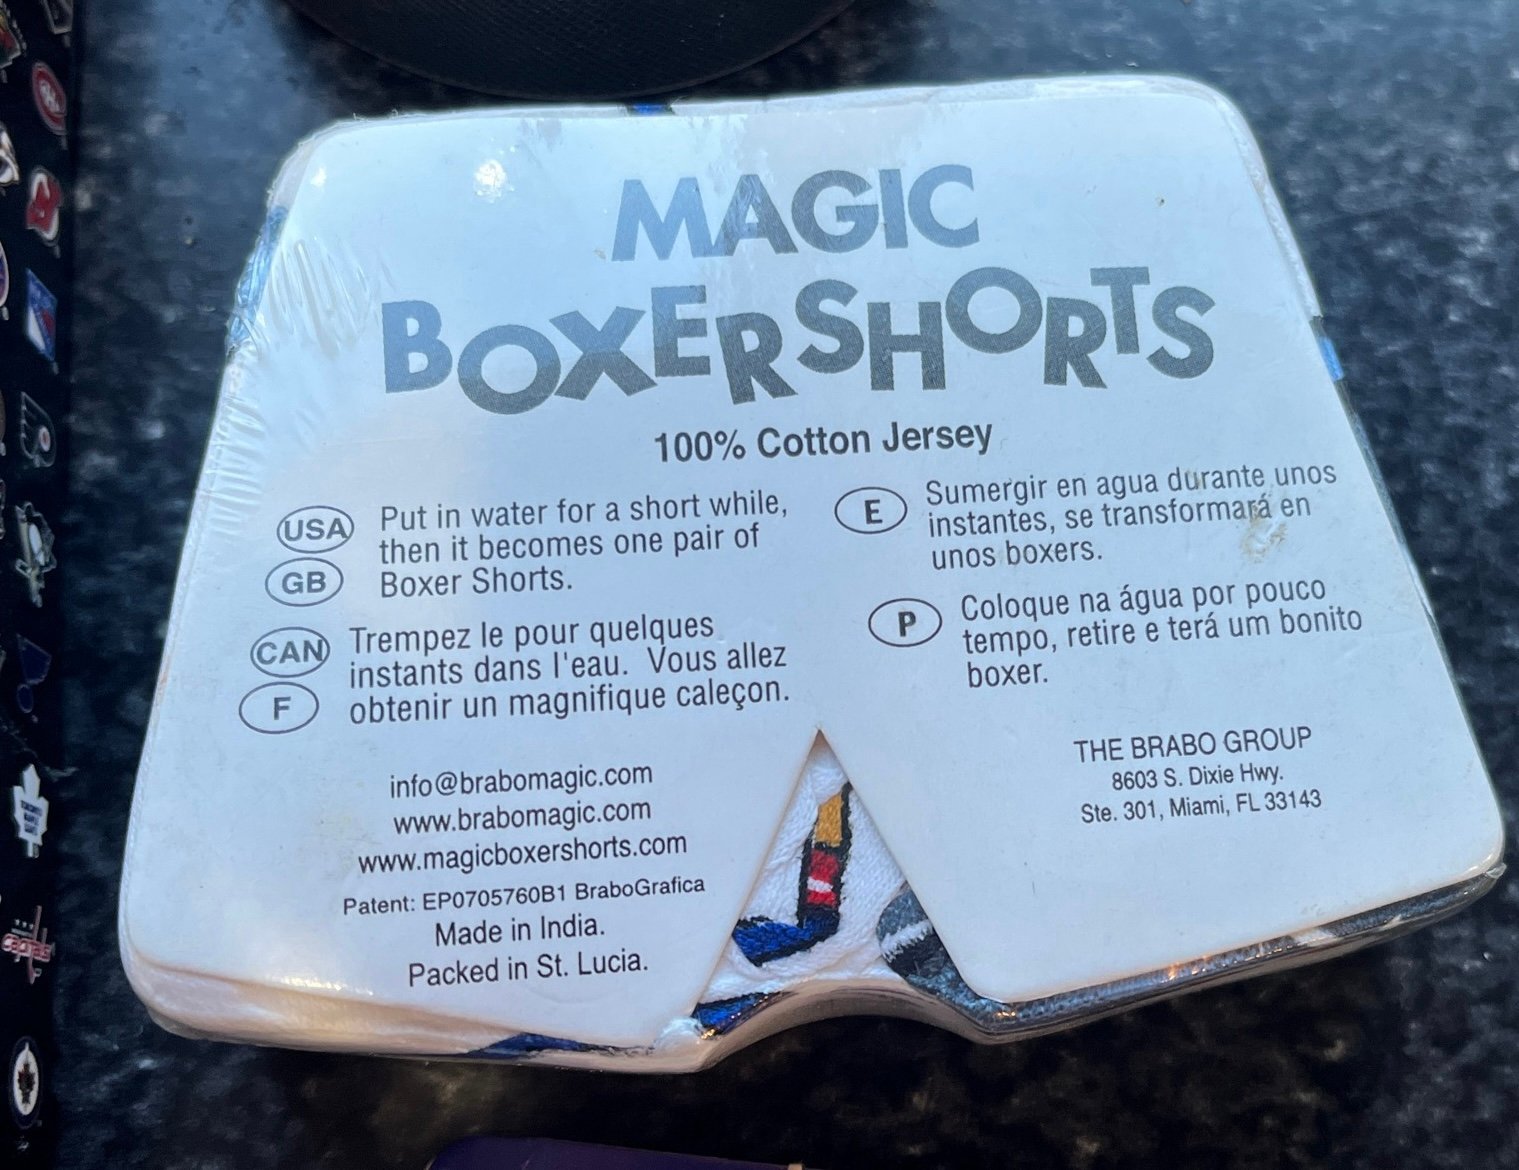 MAGIC
BOXERSHORTS
100% Cotton Jersey
USA
GB
Put in water for a short while,
then it becomes one pair of
Boxer Shorts.
CAN
F
Trempez le pour quelques
instants dans l'eau. Vous allez
obtenir un magnifique caleçon.
E
Sumergir en agua durante unos
instantes, se transformará en
unos boxers.
P
Coloque na água por pouco
tempo, retire e terá um bonito
boxer.
info@brabomagic.com
www.brabomagic.com
www.magicboxershorts.com
Patent: EP0705760B1 BraboGrafica
Made in India.
Packed in St. Lucia.
THE BRABO GROUP
8603 S. Dixie Hwy.
Ste. 301, Miami, FL 33143